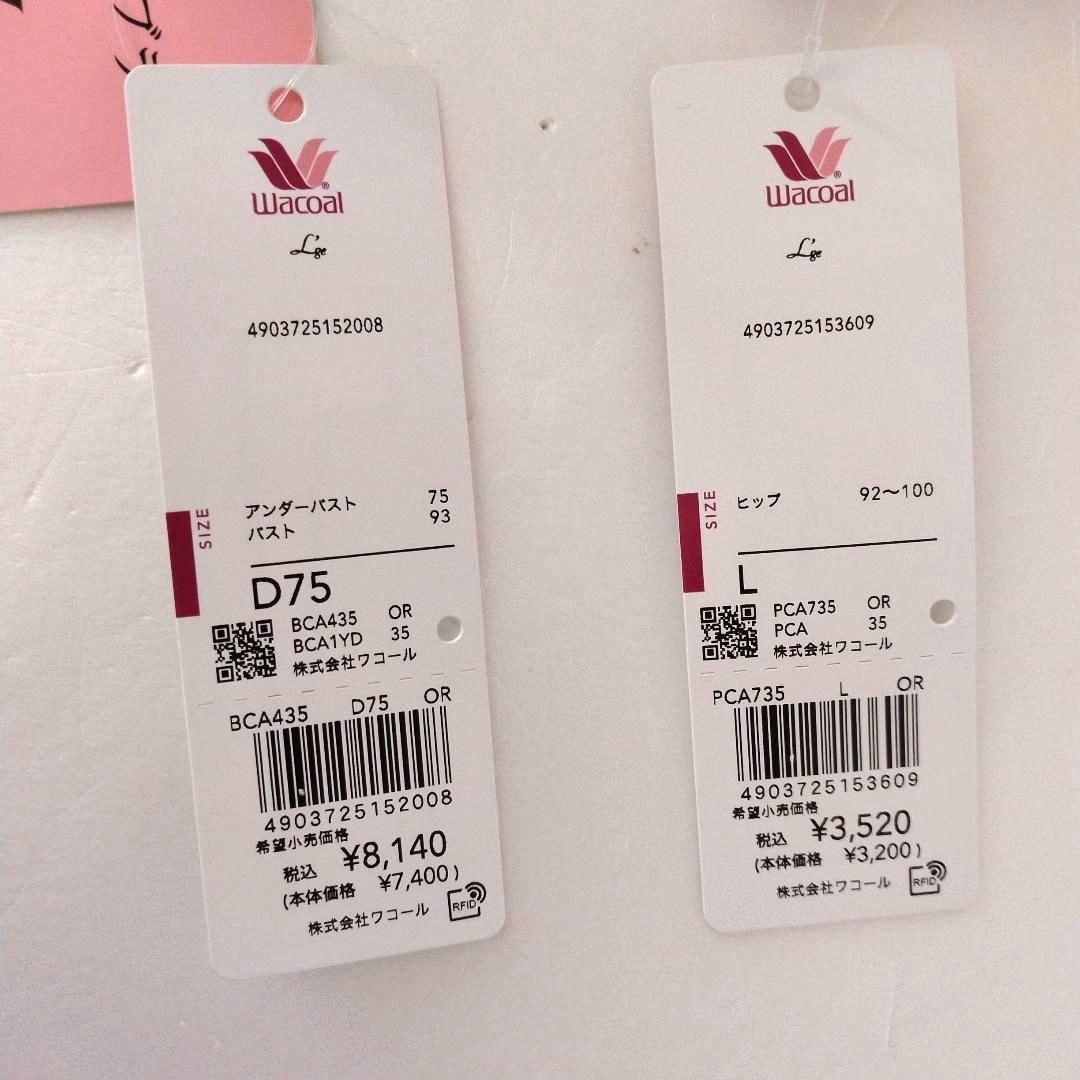 Wacoal
L'ge
4903725152008
SIZE
アンダーバスト 75
バスト 93
D75
BCA435 OR
BCA1YD 35
株式会社ワコール
BCA435 D75 OR
4903725152008
希望小売価格
税込 ¥8,140
(本体価格 ¥7,400)
株式会社ワコール
RFID
Wacoal
L'ge
4903725153609
SIZE
ヒップ 92〜100
L
PCA735 OR
PCA 35
株式会社ワコール
PCA735 L OR
4903725153609
希望小売価格
税込 ¥3,520
(本体価格 ¥3,200)
株式会社ワコール
RFID